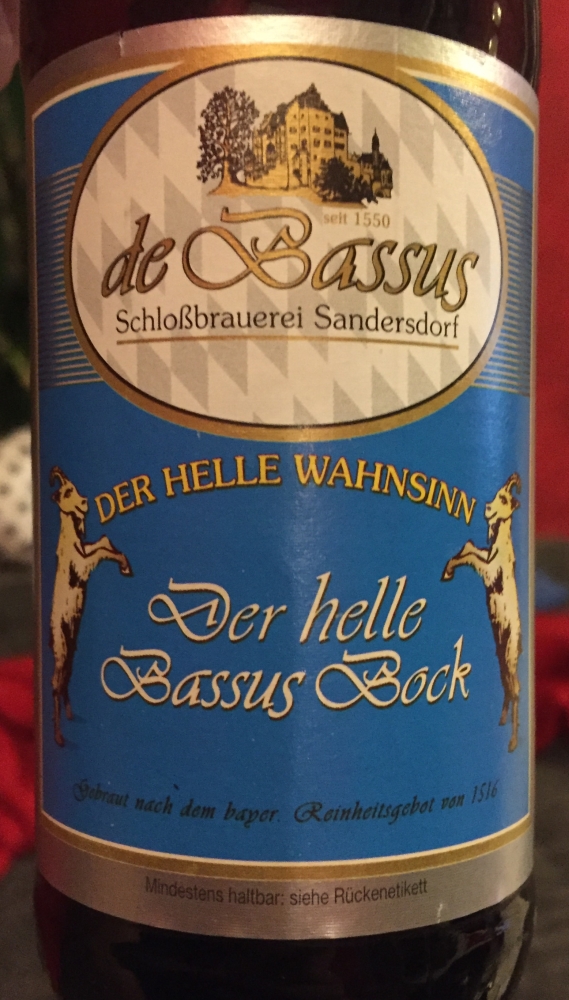 seit 1550
de Bassus
Schloßbrauerei Sandersdorf
DER HELLE WAHNSINN
Der helle
Bassus Bock
Gebraut nach dem bayer. Reinheitsgebot von 1516
Mindestens haltbar: siehe Rückenetikett